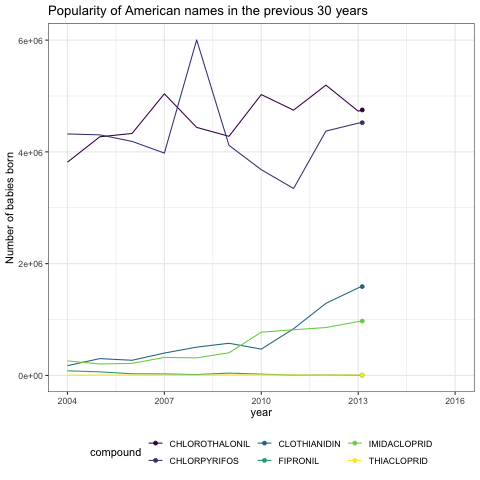 Popularity of American names in the previous 30 years
Number of babies born
6e+06
4e+06
2e+06
0e+00
2004 2007 2010 2013 2016
year
compound
CHLOROTHALONIL CLOTHIANIDIN IMIDACLOPRID
CHLORPYRIFOS FIPRONIL THIACLOPRID